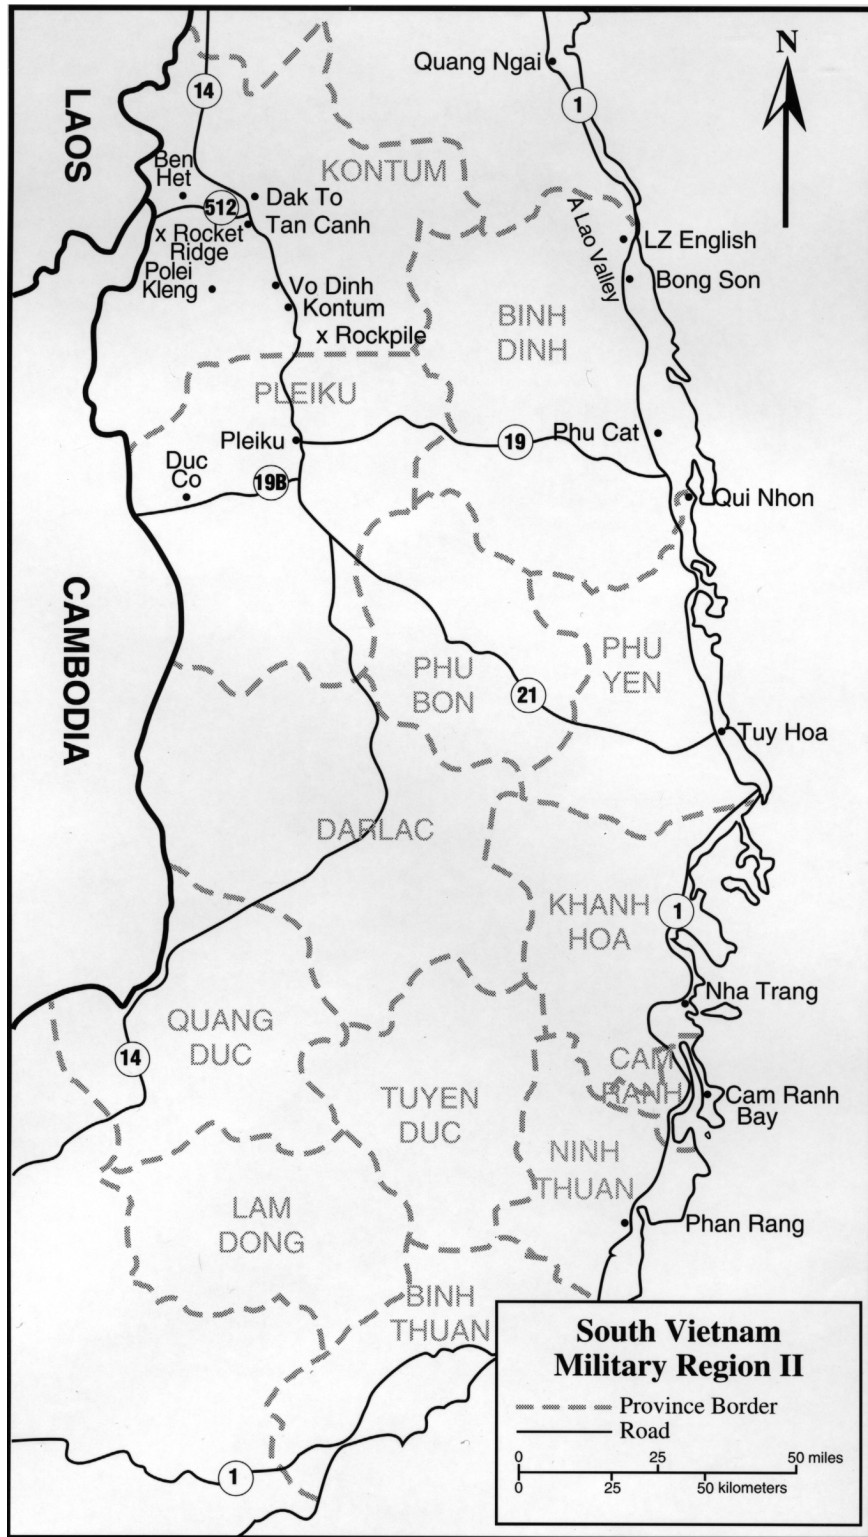 N
Quang Ngai
14
1
LAOS
KONTUM
Ben
Het
Dak To
512
Tan Canh
x Rocket
Ridge
A Lao Valley
LZ English
Polei
Kleng
Vo Dinh
Bong Son
Kontum
x Rockpile
BINH
DINH
PLEIKU
Pleiku
19
Phu Cat
Duc
Co
19B
Qui Nhon
CAMBODIA
PHU
BON
PHU
YEN
21
Tuy Hoa
DARLAC
KHANH
HOA
1
Nha Trang
QUANG
DUC
14
CAM
RANH
TUYEN
DUC
Cam Ranh
Bay
NINH
THUAN
LAM
DONG
Phan Rang
BINH
THUAN
1
South Vietnam
Military Region II
Province Border
Road
0 25 50 miles
0 25 50 kilometers